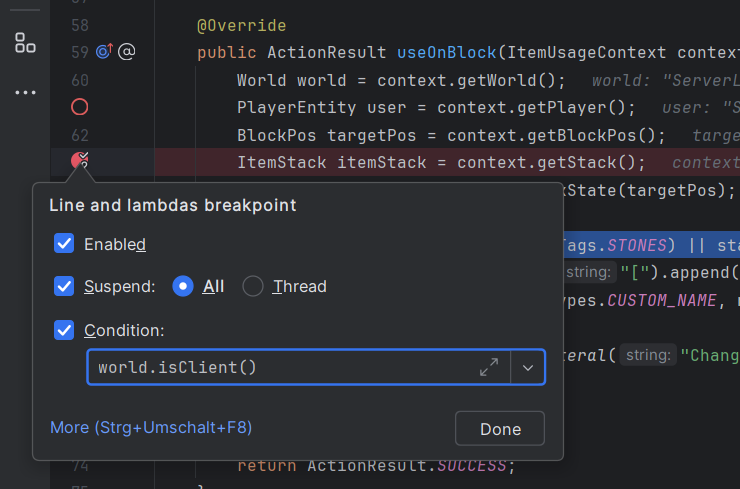 58 @Override
59 public ActionResult useOnBlock(ItemUsageContext contex
60 World world = context.getWorld(); world: "ServerL
PlayerEntity user = context.getPlayer(); user: "S
62 BlockPos targetPos = context.getBlockPos(); targe
ItemStack itemStack = context.getStack(); context
State(targetPos);
Line and lambdas breakpoint
Enabled
ags.STONES) || sta
Suspend: All Thread
string: "[").append(
ypes.CUSTOM_NAME, n
Condition:
teral( string: "Chang
world.isClient()
More (Strg+Umschalt+F8) Done
74 return ActionResult.SUCCESS;